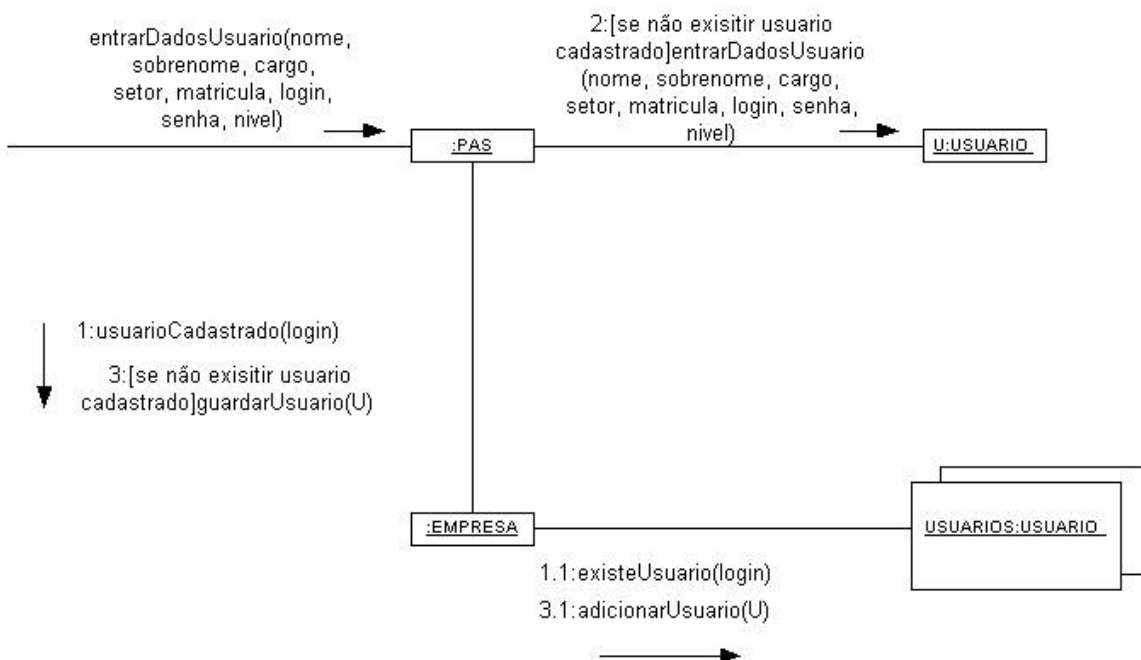 entrarDadosUsuario(nome,
sobrenome, cargo,
setor, matricula, login,
senha, nivel)
2:[se não exisitir usuario
cadastrado]entrarDadosUsuario
(nome, sobrenome, cargo,
setor, matricula, login, senha,
nivel)
:PAS
U:USUARIO
1:usuarioCadastrado(login)
3:[se não exisitir usuario
cadastrado]guardarUsuario(U)
:EMPRESA
USUARIOS:USUARIO
1.1:existeUsuario(login)
3.1:adicionarUsuario(U)